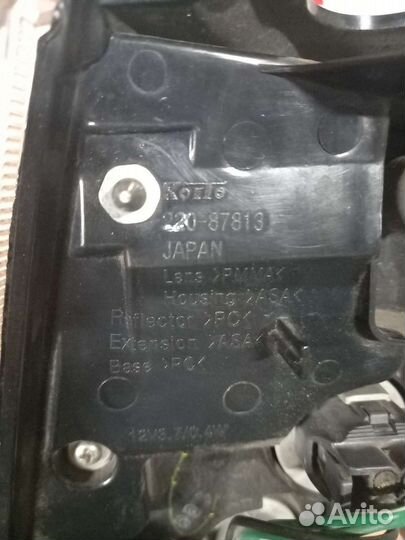 Koito
220-87813
JAPAN
Lens >PMMA<
Housing >ASA<
Reflector >PC<
Extension >ASA<
Base >PC<
12V3.7/0.4W
Avito